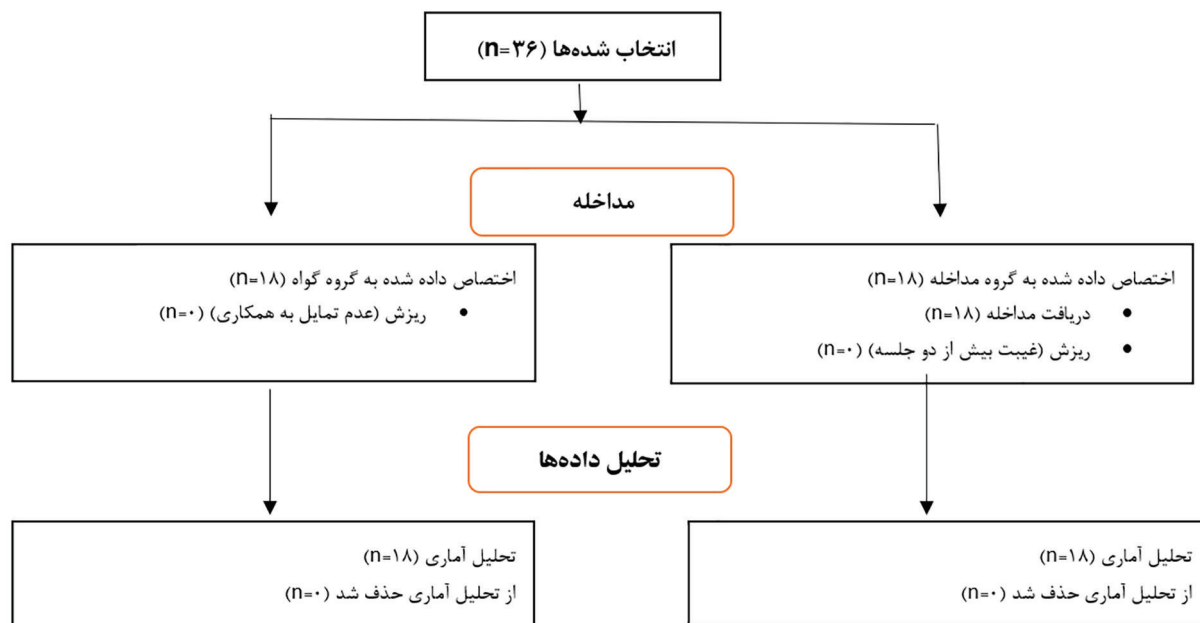 انتخاب شده‌ها (n=۳۶)
مداخله
اختصاص داده شده به گروه مداخله (n=۱۸)
• دریافت مداخله (n=۱۸)
• ریزش (غیبت بیش از دو جلسه) (n=۰)
اختصاص داده شده به گروه گواه (n=۱۸)
• ریزش (عدم تمایل به همکاری) (n=۰)
تحلیل داده‌ها
تحلیل آماری (n=۱۸)
از تحلیل آماری حذف شد (n=۰)
تحلیل آماری (n=۱۸)
از تحلیل آماری حذف شد (n=۰)